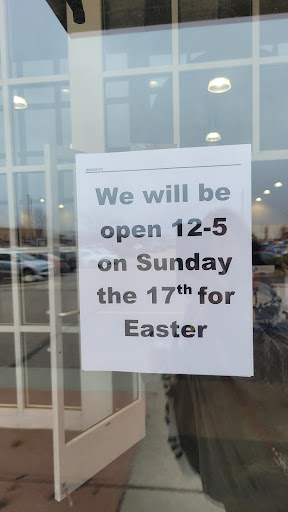 We will be
open 12-5
on Sunday
the 17th for
Easter